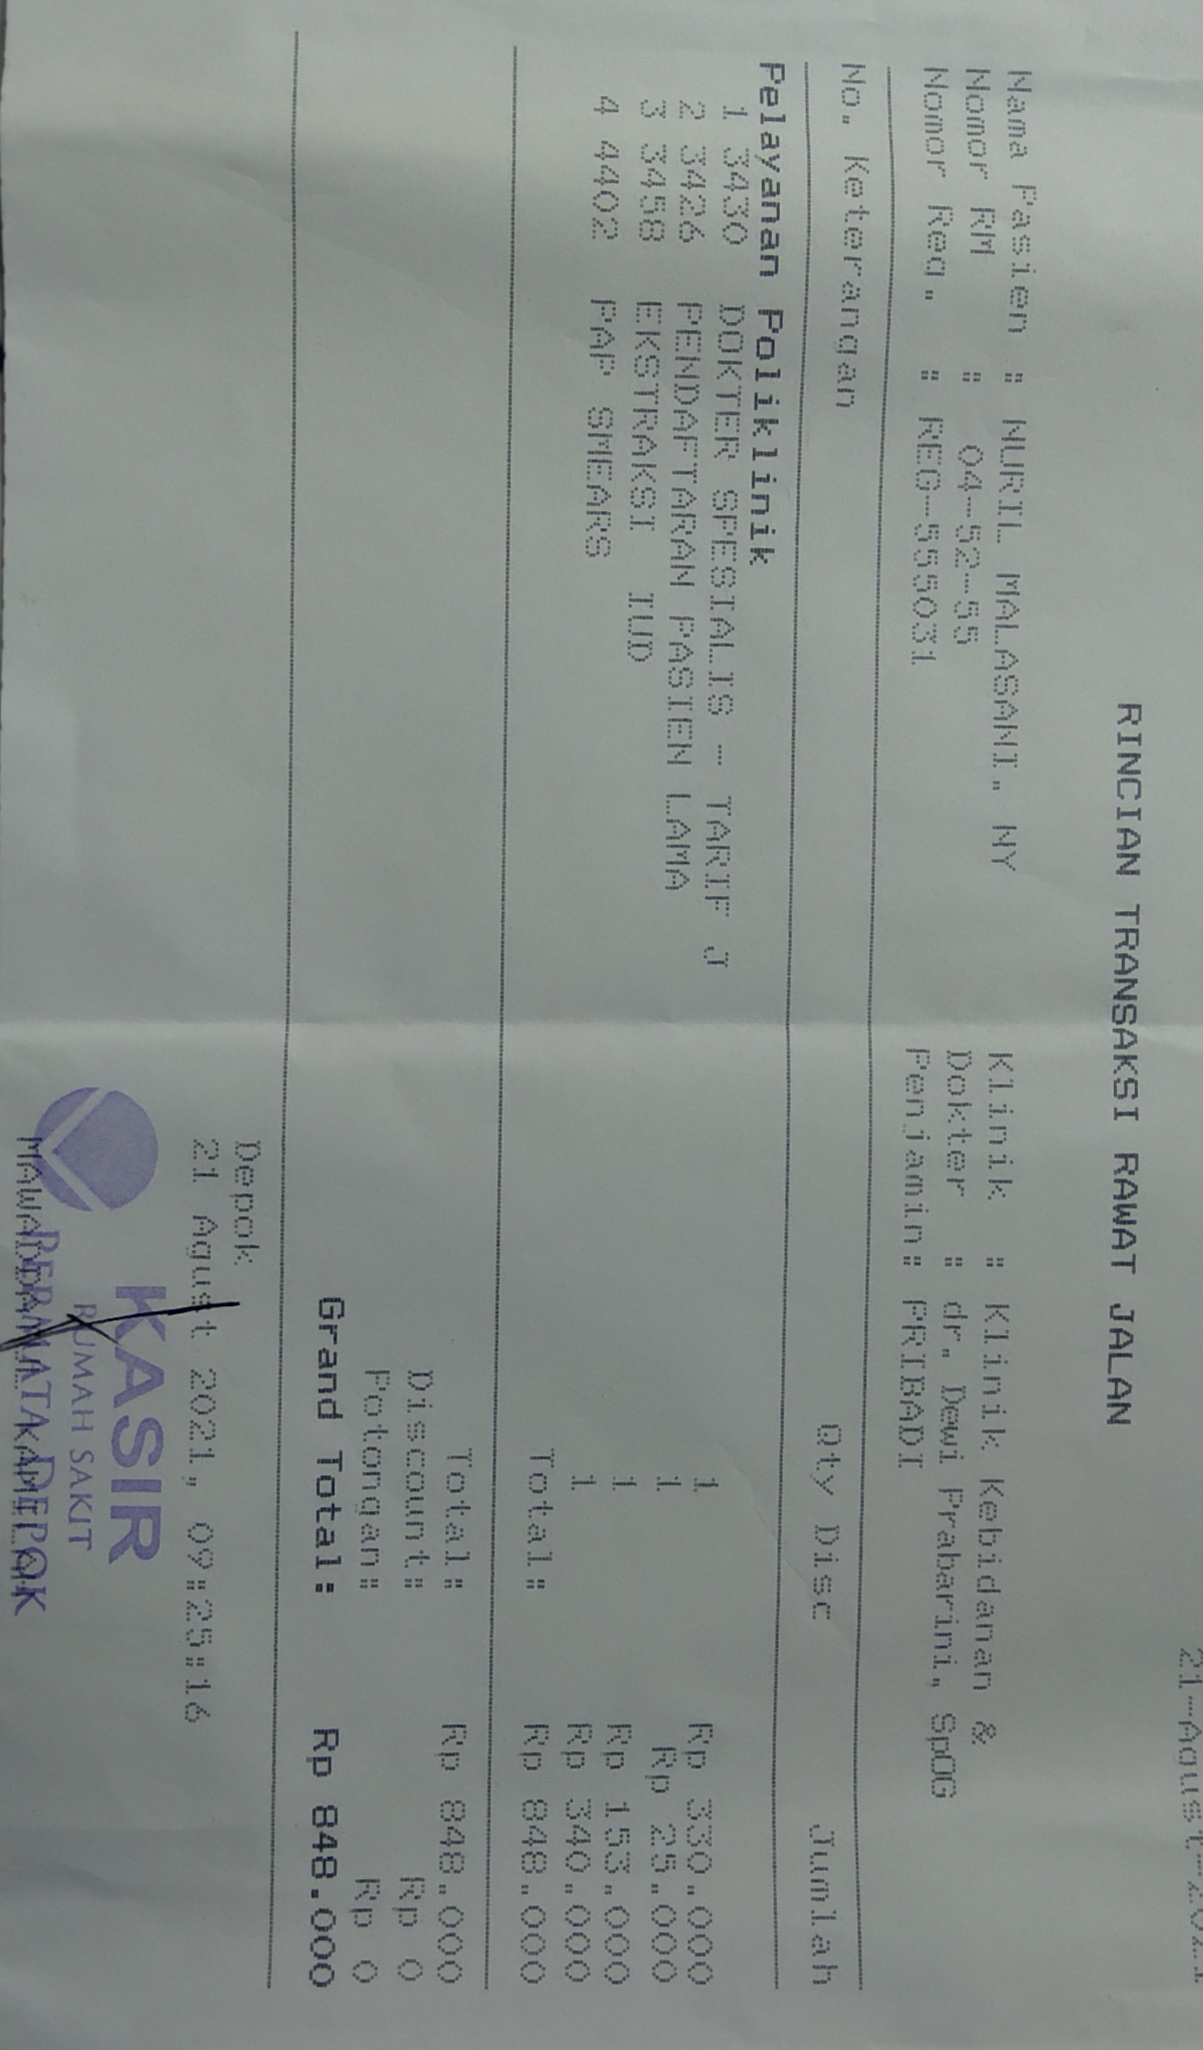 21-Agust-2021
RINCIAN TRANSAKSI RAWAT JALAN
Nama Pasien : NURIL MALASANI. NY
Nomor RM : 04-52-55
Nomor Reg. : REG-555031
Klinik : Klinik Kebidanan &
Dokter : dr. Dewi Prabarini, SpOG
Penjamin: PRIBADI
No. Keterangan Qty Disc Jumlah
Pelayanan Poliklinik
1 3430 DOKTER SPESIALIS - TARIF J 1 Rp 330.000
2 3426 PENDAFTARAN PASIEN LAMA 1 Rp 25.000
3 3458 EKSTRAKSI IUD 1 Rp 153.000
4 4402 PAP SMEARS 1 Rp 340.000
Total: Rp 848.000
Total: Rp 848.000
Discount: Rp 0
Potongan: Rp 0
Grand Total: Rp 848.000
Depok
21 Agust 2021, 09:25:16
KASIR
RUMAH SAKIT
PERMATA DEPOK